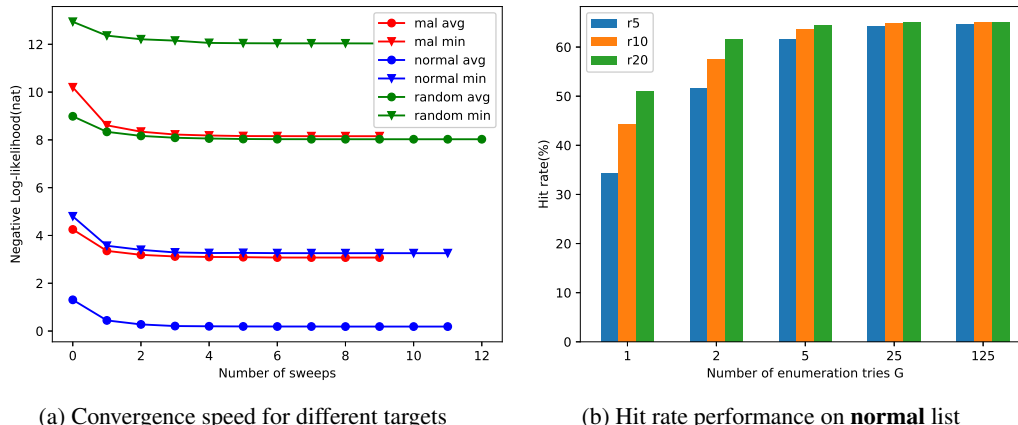 12
10
8
6
4
2
0
Negative Log-likelihood(nat)
mal avg
mal min
normal avg
normal min
random avg
random min
0 2 4 6 8 10 12
Number of sweeps
(a) Convergence speed for different targets
60
50
40
30
20
10
0
Hit rate(%)
r5
r10
r20
1 2 5 25 125
Number of enumeration tries G
(b) Hit rate performance on normal list